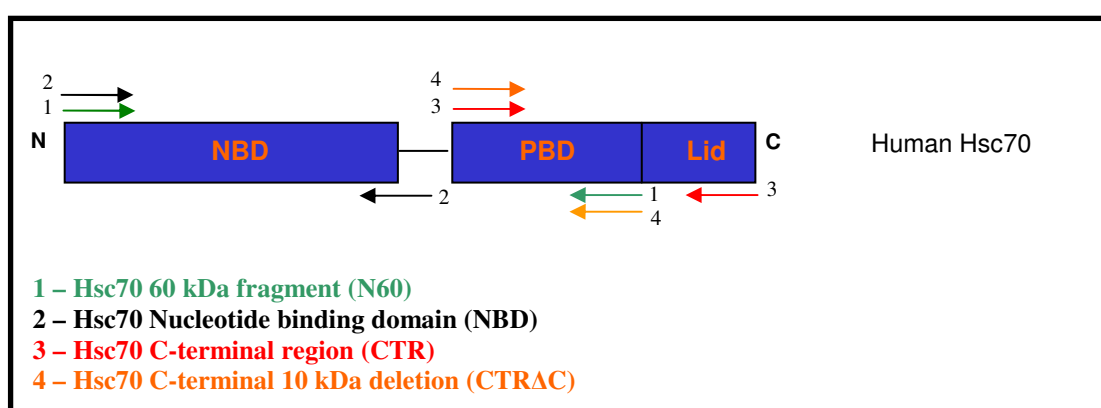 2
1
4
3
N NBD PBD Lid C Human Hsc70
2
1
3
4
1 – Hsc70 60 kDa fragment (N60)
2 – Hsc70 Nucleotide binding domain (NBD)
3 – Hsc70 C-terminal region (CTR)
4 – Hsc70 C-terminal 10 kDa deletion (CTRΔC)